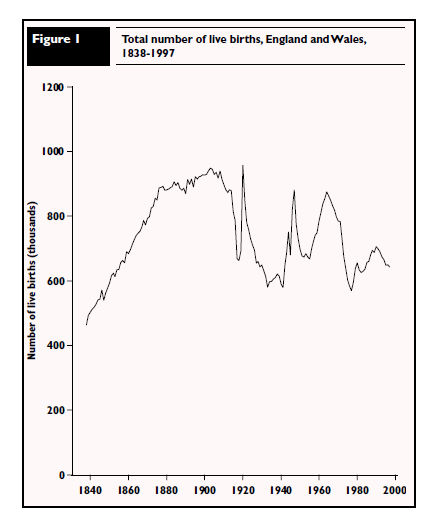 Figure 1
Total number of live births, England and Wales,
1838-1997
Number of live births (thousands)
1200
1000
800
600
400
200
0
1840 1860 1880 1900 1920 1940 1960 1980 2000